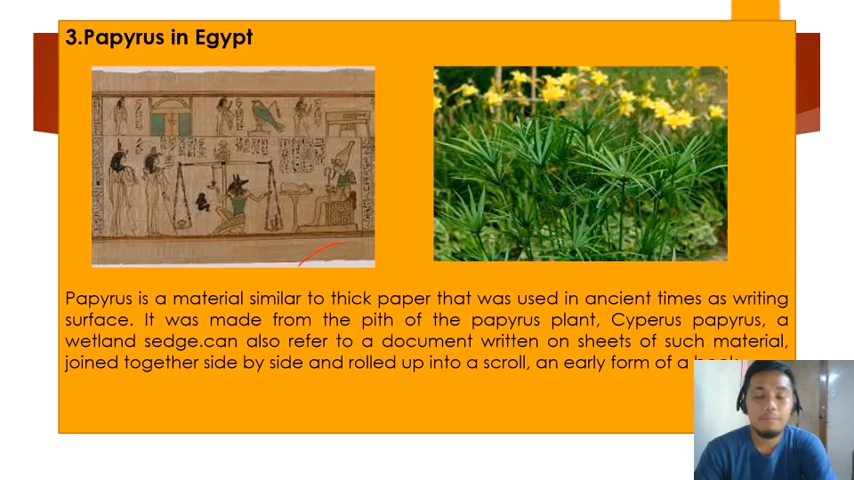 3.Papyrus in Egypt
Papyrus is a material similar to thick paper that was used in ancient times as writing
surface. It was made from the pith of the papyrus plant, Cyperus papyrus, a
wetland sedge.can also refer to a document written on sheets of such material,
joined together side by side and rolled up into a scroll, an early form of a